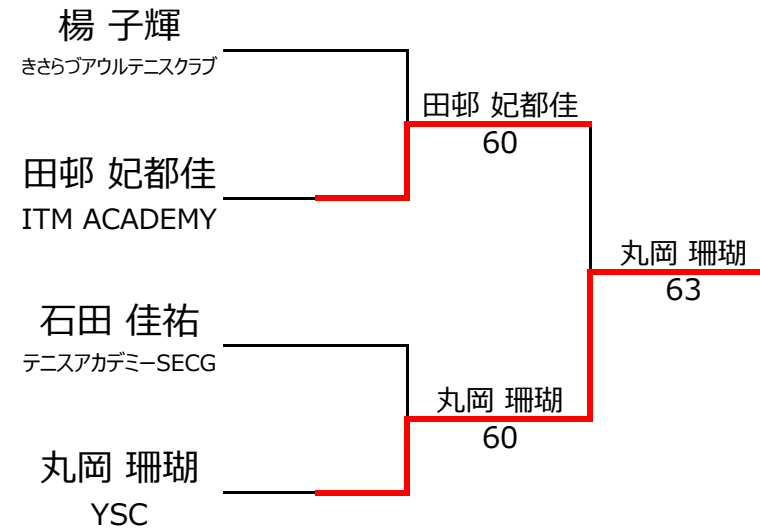 楊 子輝
きさらづアウルテニスクラブ
田邨 妃都佳
60
田邨 妃都佳
ITM ACADEMY
丸岡 珊瑚
63
石田 佳祐
テニスアカデミーSECG
丸岡 珊瑚
60
丸岡 珊瑚
YSC